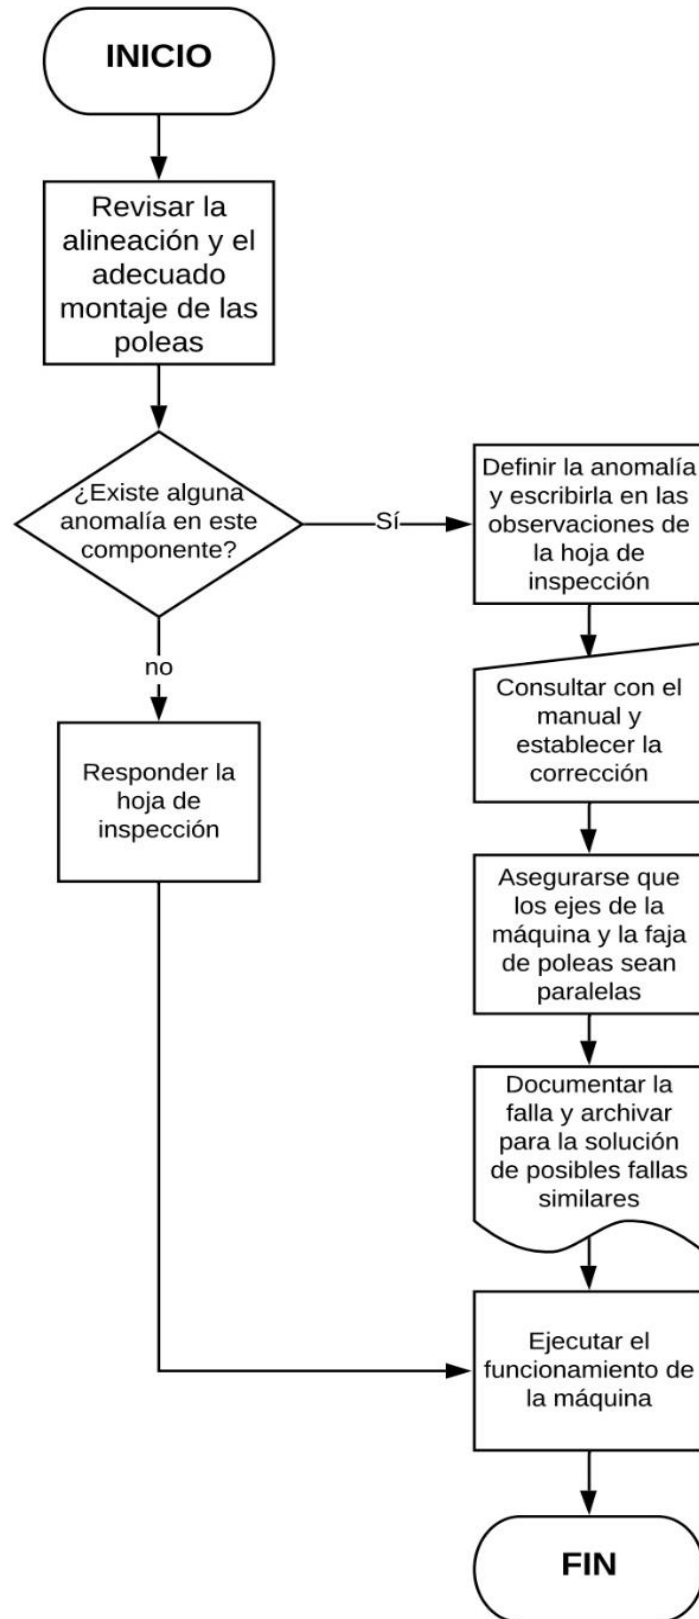 INICIO
Revisar la
alineación y el
adecuado
montaje de las
poleas
¿Existe alguna
anomalía en este
componente?
Sí
Definir la anomalía
y escribirla en las
observaciones de
la hoja de
inspección
no
Responder la
hoja de
inspección
Consultar con el
manual y
establecer la
corrección
Asegurarse que
los ejes de la
máquina y la faja
de poleas sean
paralelas
Documentar la
falla y archivar
para la solución
de posibles fallas
similares
Ejecutar el
funcionamiento de
la máquina
FIN